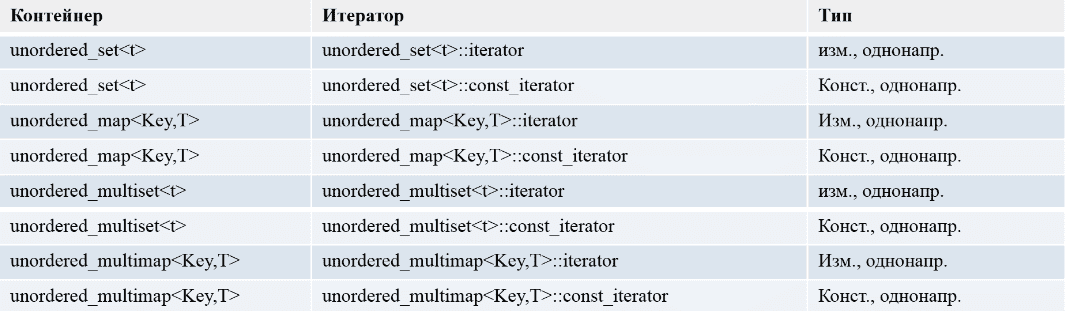 Контейнер Итератор Тип
unordered_set<t> unordered_set<t>::iterator изм., однонапр.
unordered_set<t> unordered_set<t>::const_iterator Конст., однонапр.
unordered_map<Key,T> unordered_map<Key,T>::iterator Изм., однонапр.
unordered_map<Key,T> unordered_map<Key,T>::const_iterator Конст., однонапр.
unordered_multiset<t> unordered_multiset<t>::iterator изм., однонапр.
unordered_multiset<t> unordered_multiset<t>::const_iterator Конст., однонапр.
unordered_multimap<Key,T> unordered_multimap<Key,T>::iterator Изм., однонапр.
unordered_multimap<Key,T> unordered_multimap<Key,T>::const_iterator Конст., однонапр.